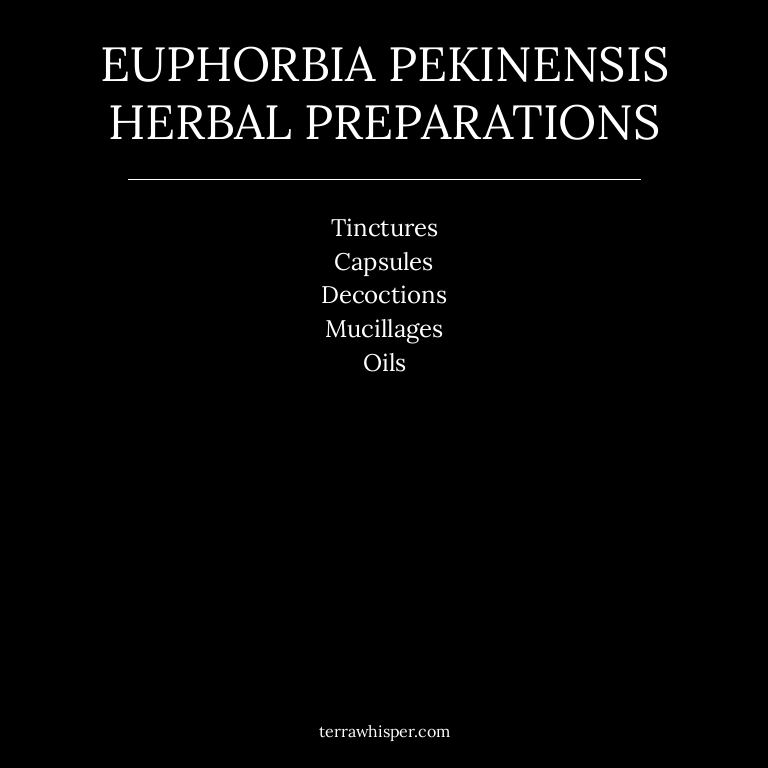 EUPHORBIA PEKINENSIS
HERBAL PREPARATIONS
Tinctures
Capsules
Decoctions
Mucillages
Oils
terrawhisper.com